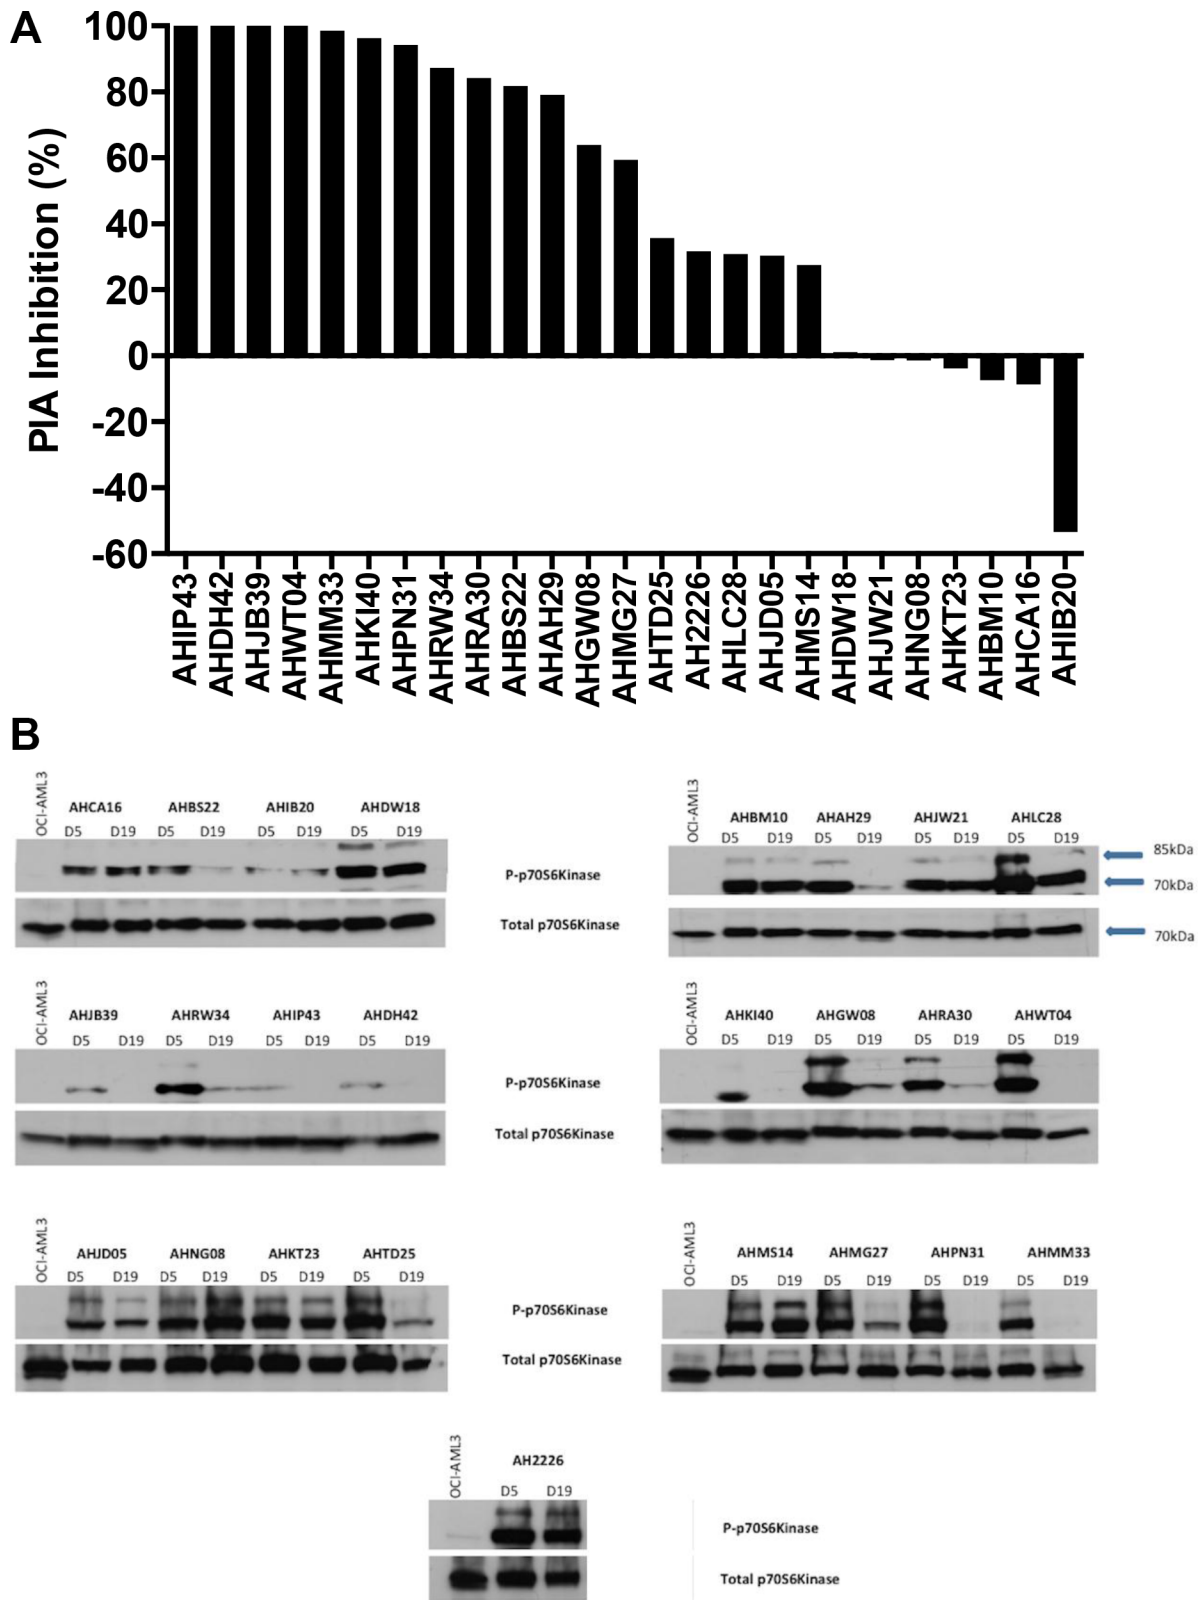 A
PIA Inhibition (%)
100
80
60
40
20
0
-20
-40
-60
AHIP43
AHDH42
AHJB39
AHWT04
AHMM33
AHKI40
AHPN31
AHRW34
AHRA30
AHBS22
AHAH29
AHGW08
AHMG27
AHTD25
AH2226
AHLC28
AHJD05
AHMS14
AHDW18
AHJW21
AHNG08
AHKT23
AHBM10
AHCA16
AHIB20
B
OCI-AML3
AHCA16 AHBS22 AHIB20 AHDW18
D5 D19 D5 D19 D5 D19 D5 D19
P-p70S6Kinase
Total p70S6Kinase
OCI-AML3
AHBM10 AHAH29 AHJW21 AHLC28
D5 D19 D5 D19 D5 D19 D5 D19
85kDa
70kDa
70kDa
OCI-AML3
AHJB39 AHRW34 AHIP43 AHDH42
D5 D19 D5 D19 D5 D19 D5 D19
P-p70S6Kinase
Total p70S6Kinase
OCI-AML3
AHKI40 AHGW08 AHRA30 AHWT04
D5 D19 D5 D19 D5 D19 D5 D19
OCI-AML3
AHJD05 AHNG08 AHKT23 AHTD25
D5 D19 D5 D19 D5 D19 D5 D19
P-p70S6Kinase
Total p70S6Kinase
OCI-AML3
AHMS14 AHMG27 AHPN31 AHMM33
D5 D19 D5 D19 D5 D19 D5 D19
OCI-AML3
AH2226
D5 D19
P-p70S6Kinase
Total p70S6Kinase